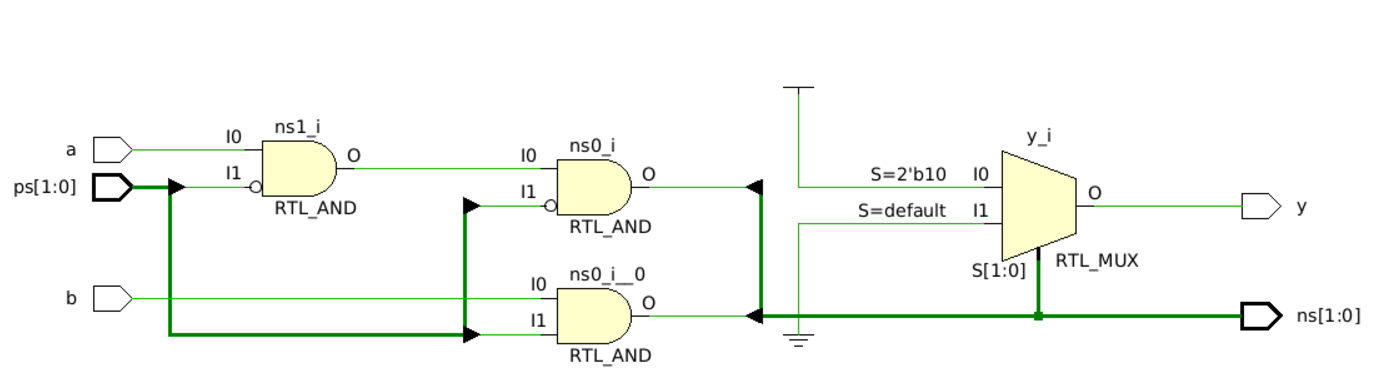 ns1_i
a
I0
O
ps[1:0]
I1
RTL_AND
ns0_i
I0
O
I1
RTL_AND
b
ns0_i__0
I0
O
I1
RTL_AND
y_i
S=2'b10
I0
O
S=default
I1
y
S[1:0]
RTL_MUX
ns[1:0]